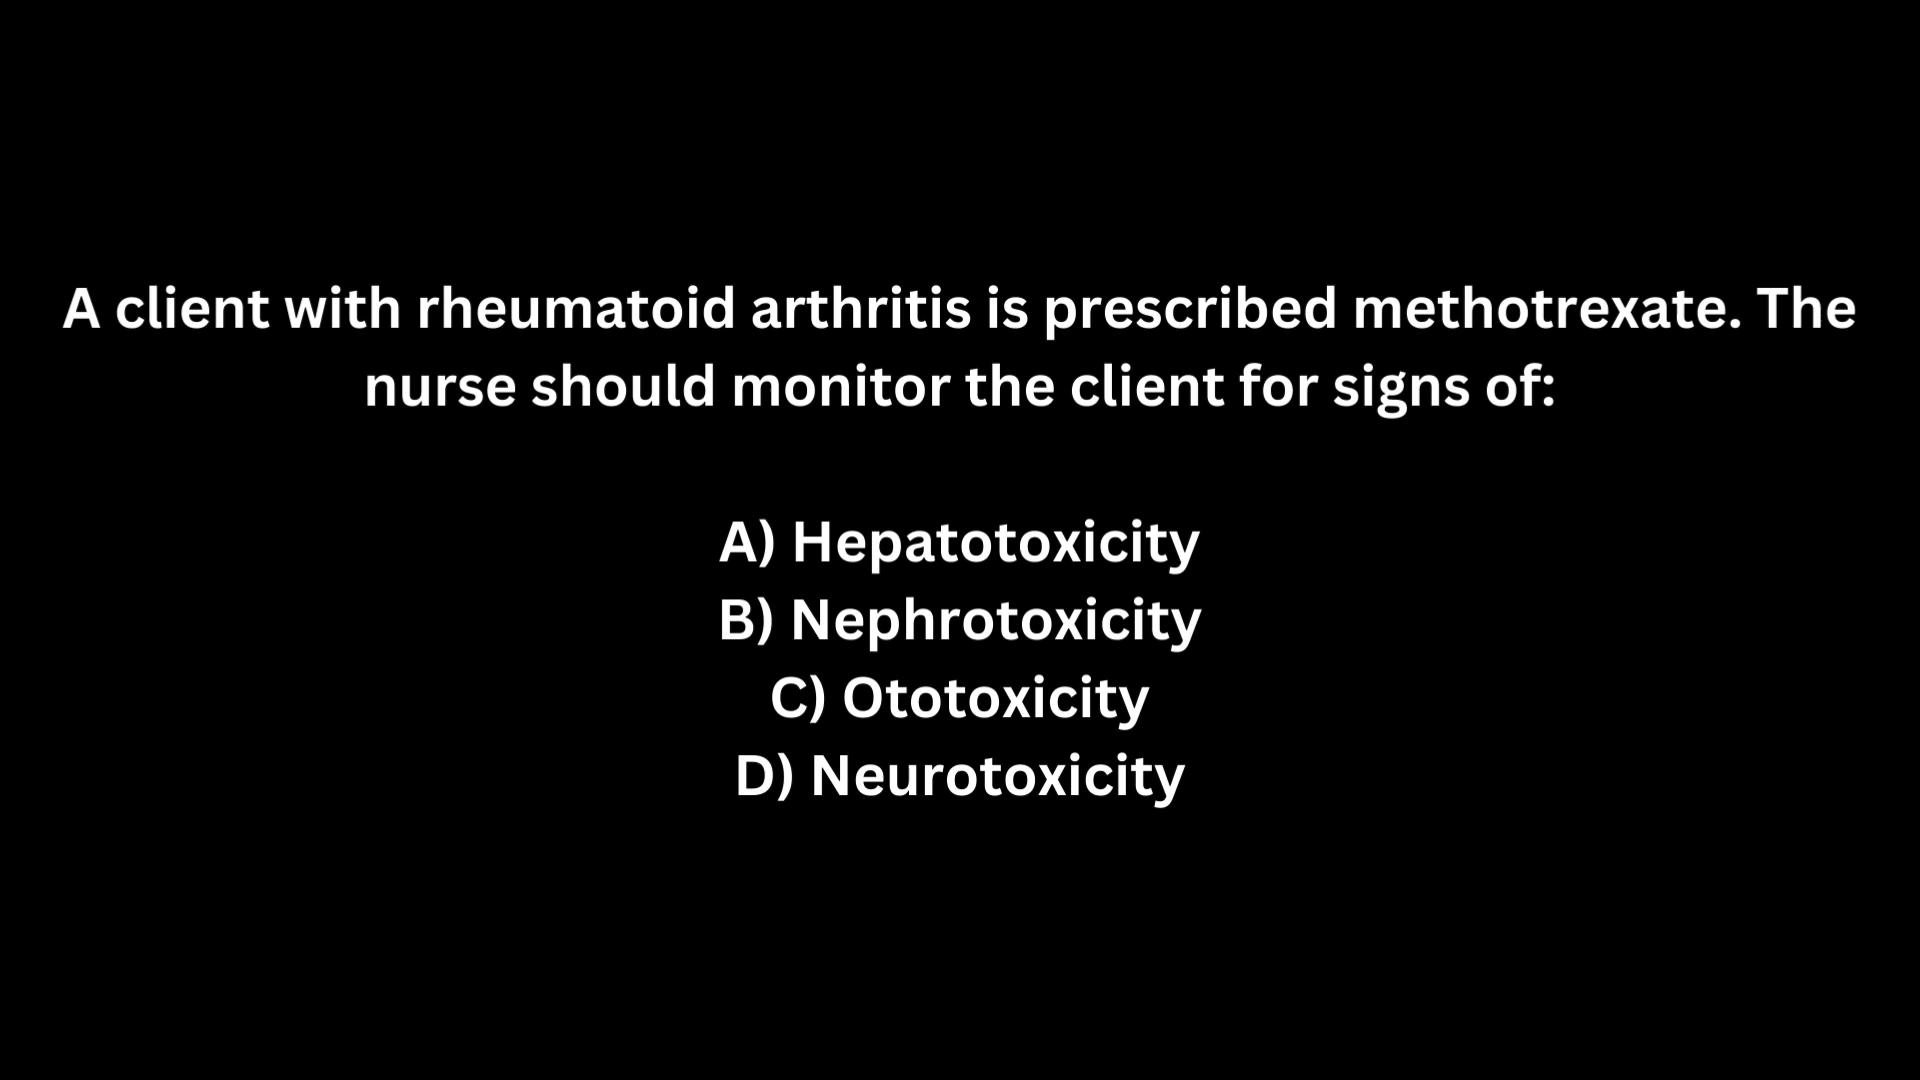 A client with rheumatoid arthritis is prescribed methotrexate. The
nurse should monitor the client for signs of:
A) Hepatotoxicity
B) Nephrotoxicity
C) Ototoxicity
D) Neurotoxicity